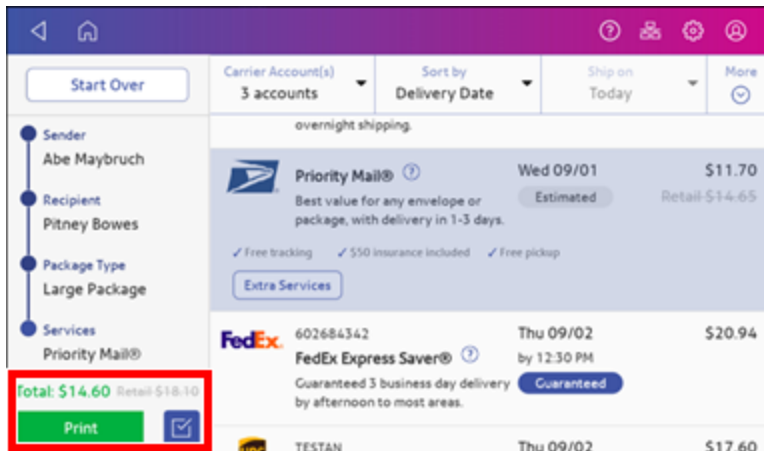 Start Over
Carrier Account(s)
3 accounts
Sort by
Delivery Date
Ship on
Today
More
Sender
Abe Maybruch
Recipient
Pitney Bowes
Package Type
Large Package
Services
Priority Mail®
Total: $14.60 Retail $18.10
Print
overnight shipping.
Priority Mail® ?
Wed 09/01
$11.70
Best value for any envelope or
package, with delivery in 1-3 days.
Estimated
Retail $14.65
✓ Free tracking ✓ $50 insurance included ✓ Free pickup
Extra Services
FedEx.
602684342
Thu 09/02
$20.94
FedEx Express Saver® ?
by 12:30 PM
Guaranteed 3 business day delivery
by afternoon to most areas.
Guaranteed
ups
TESTAN
Thu 09/02
$17.60